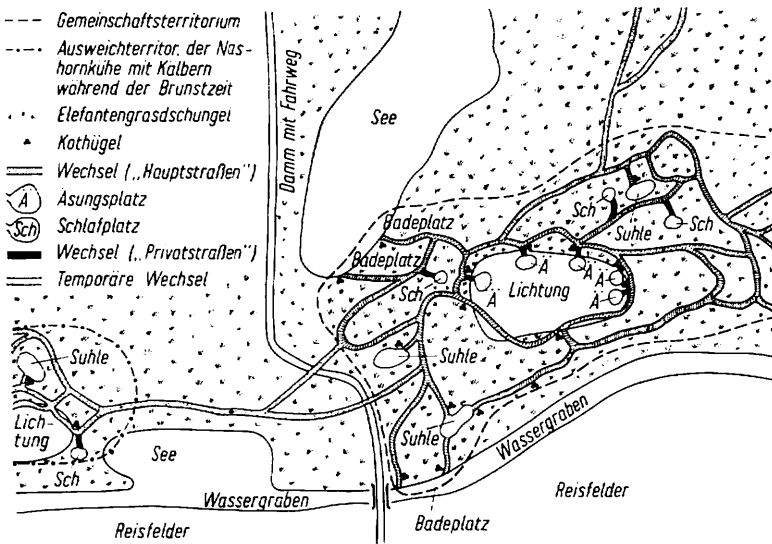 Gemeinschaftsterritorium
Ausweichterritor. der Nas-
hornkühe mit Kälbern
während der Brunstzeit
Elefantengrasdschungel
Kothügel
Wechsel („Hauptstraßen")
A Äsungsplatz
Sch Schlafplatz
Wechsel („Privatstraßen")
Temporäre Wechsel
Damm mit Fahrweg
See
Badeplatz
Badeplatz
Sch
Sch
Suhle
Sch
A
A
A
A
A
Lichtung
Suhle
Suhle
Suhle
Lich-
tung
Sch
See
Wassergraben
Wassergraben
Reisfelder
Badeplatz
Reisfelder